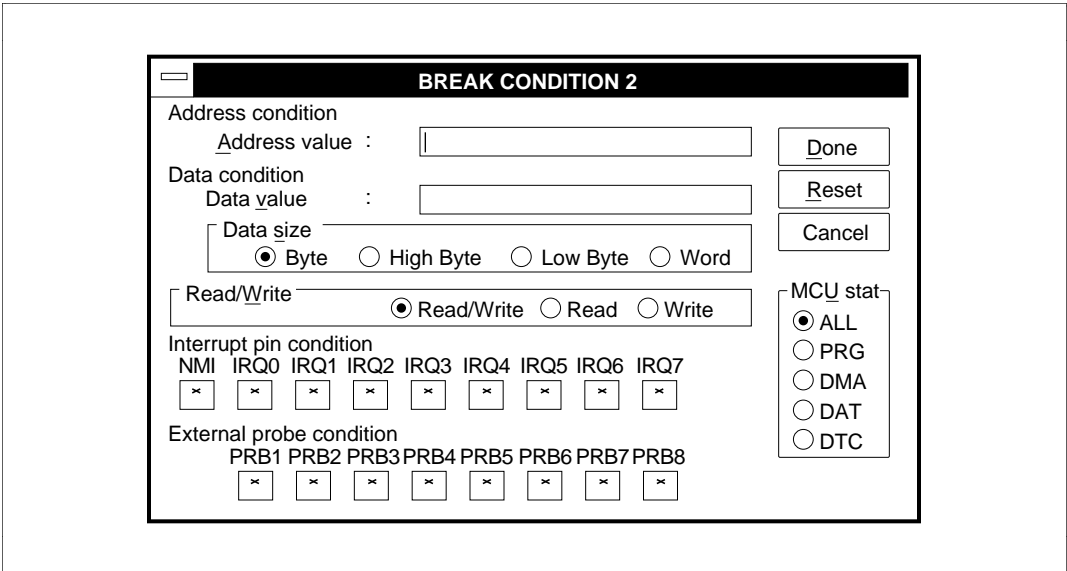 BREAK CONDITION 2
Address condition
Address value :
Done
Data condition
Data value :
Reset
Data size
Cancel
Byte High Byte Low Byte Word
Read/Write
Read/Write Read Write
MCU stat
ALL
PRG
DMA
DAT
DTC
Interrupt pin condition
NMI IRQ0 IRQ1 IRQ2 IRQ3 IRQ4 IRQ5 IRQ6 IRQ7
* * * * * * * * *
External probe condition
PRB1 PRB2 PRB3 PRB4 PRB5 PRB6 PRB7 PRB8
* * * * * * * *